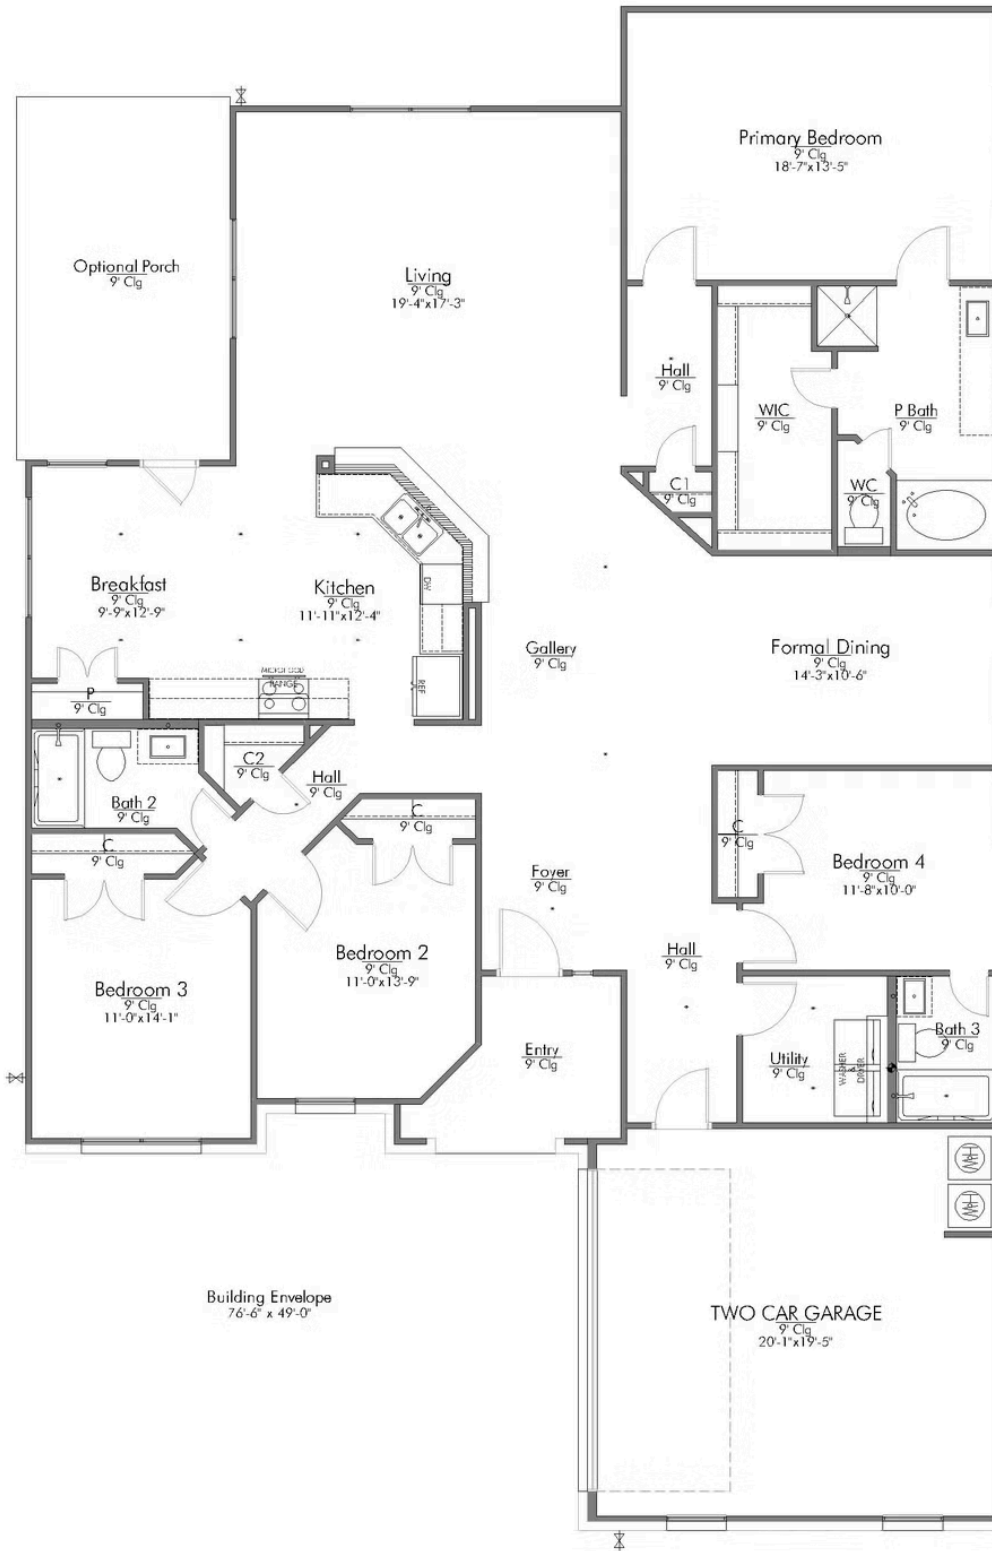 Primary Bedroom
9' Clg
18'-7"x13'-5"
Optional Porch
9' Clg
Living
9' Clg
19'-4"x17'-3"
Hall
9' Clg
WIC
9' Clg
P Bath
9' Clg
C1
9' Clg
WC
9' Clg
Breakfast
9' Clg
9'-9"x12'-9"
Kitchen
9' Clg
11'-11"x12'-4"
DW
Gallery
9' Clg
Formal Dining
9' Clg
14'-3"x10'-6"
RANGE
REF
P
9' Clg
C2
9' Clg
Hall
9' Clg
Bath 2
9' Clg
C
9' Clg
C
9' Clg
C
9' Clg
Bedroom 4
9' Clg
11'-8"x10'-0"
Foyer
9' Clg
Bedroom 2
9' Clg
11'-0"x13'-9"
Hall
9' Clg
Bedroom 3
9' Clg
11'-0"x14'-1"
Entry
9' Clg
Utility
9' Clg
WASHER
&
DRYER
Bath 3
9' Clg
HW
HW
Building Envelope
76'-6" x 49'-0"
TWO CAR GARAGE
9' Clg
20'-1"x19'-5"